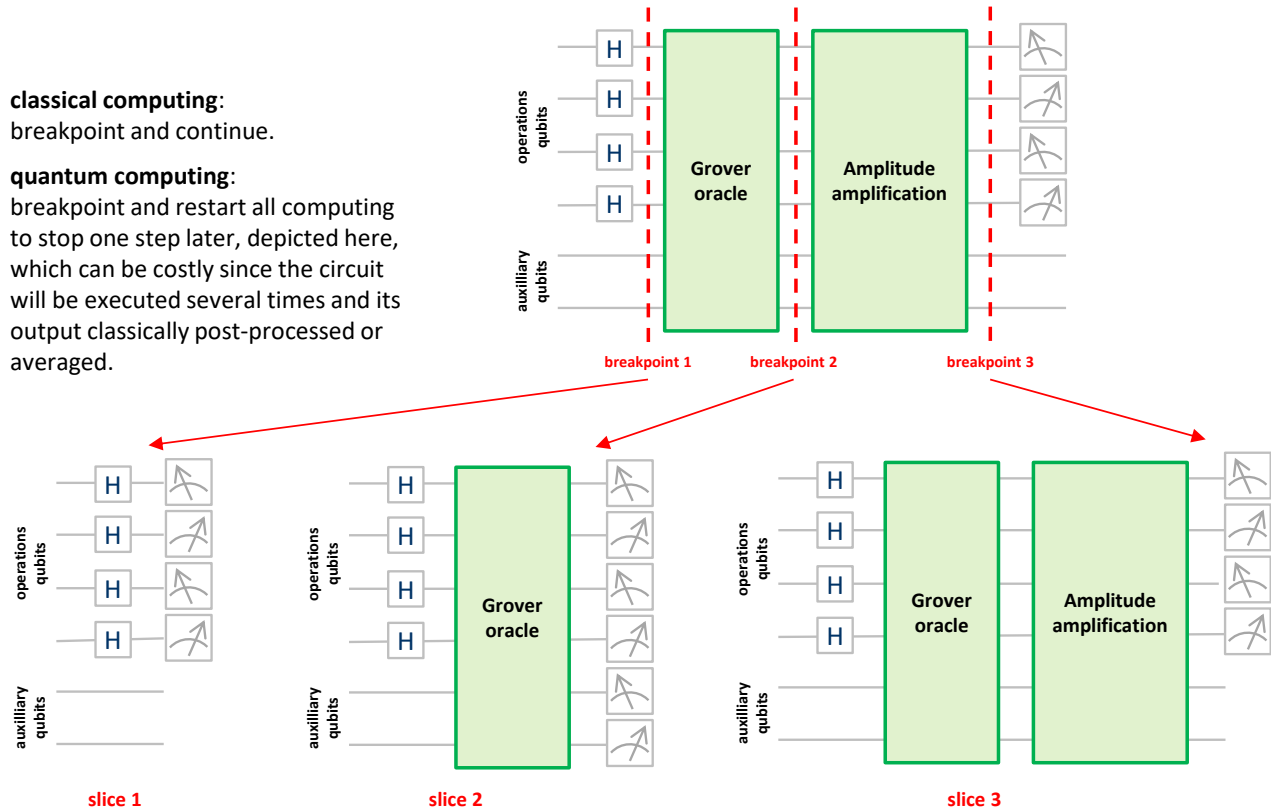 classical computing:
breakpoint and continue.
quantum computing:
breakpoint and restart all computing
to stop one step later, depicted here,
which can be costly since the circuit
will be executed several times and its
output classically post-processed or
averaged.
operations
qubits
auxilliary
qubits
H
H
H
H
Grover
oracle
Amplitude
amplification
breakpoint 1
breakpoint 2
breakpoint 3
operations
qubits
auxilliary
qubits
H
H
H
H
slice 1
operations
qubits
auxilliary
qubits
H
H
H
H
Grover
oracle
slice 2
operations
qubits
auxilliary
qubits
H
H
H
H
Grover
oracle
Amplitude
amplification
slice 3